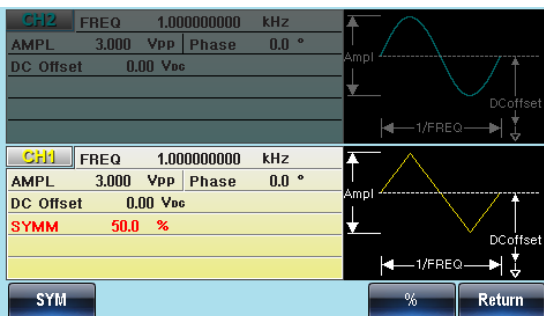 CH2 FREQ 1.000000000 kHz
AMPL 3.000 Vpp Phase 0.0 °
DC Offset 0.00 VDC
Ampl
DCoffset
1/FREQ
CH1 FREQ 1.000000000 kHz
AMPL 3.000 Vpp Phase 0.0 °
DC Offset 0.00 VDC
SYMM 50.0 %
Ampl
DCoffset
1/FREQ
SYM % Return